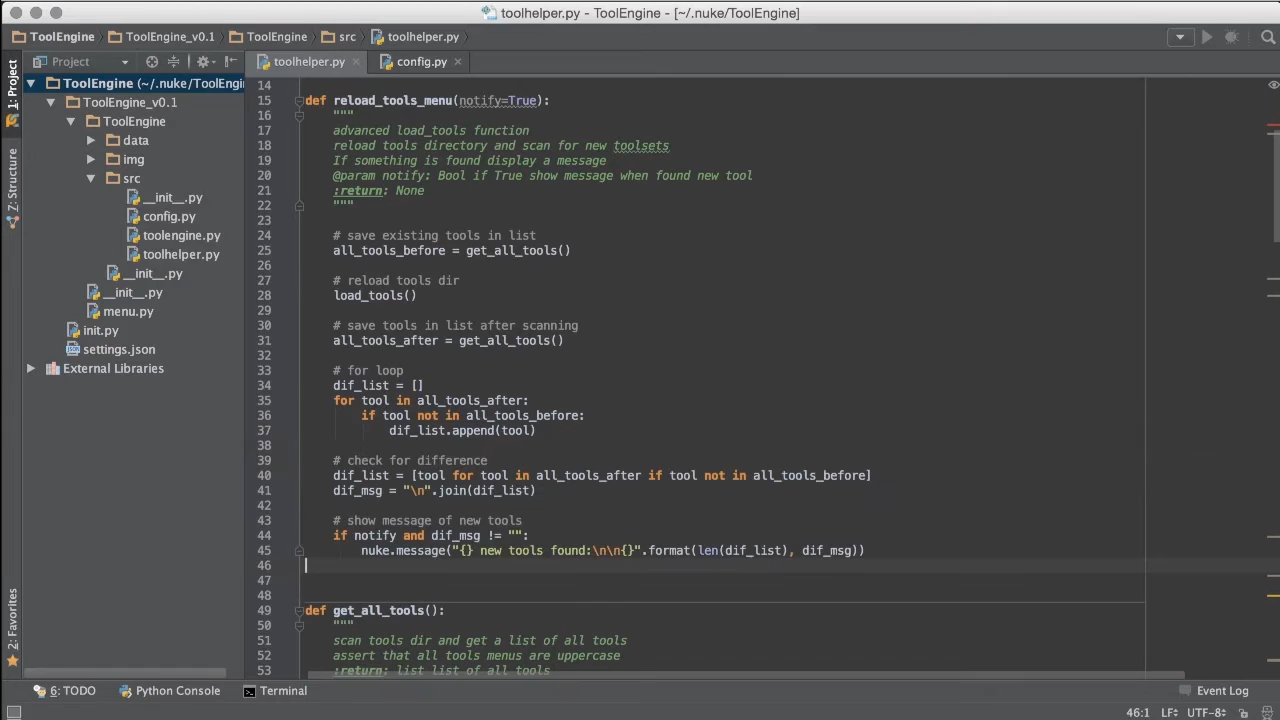 toolhelper.py - ToolEngine - [~/.nuke/ToolEngine]
ToolEngine ToolEngine_v0.1 ToolEngine src toolhelper.py
Project toolhelper.py config.py
1: Project
Z: Structure
2: Favorites
ToolEngine (~/.nuke/ToolEngin
ToolEngine_v0.1
ToolEngine
data
img
src
__init__.py
config.py
toolengine.py
toolhelper.py
__init__.py
__init__.py
menu.py
init.py
settings.json
External Libraries
14
15 def reload_tools_menu(notify=True):
16 """
17 advanced load_tools function
18 reload tools directory and scan for new toolsets
19 If something is found display a message
20 @param notify: Bool if True show message when found new tool
21 :return: None
22 """
23
24 # save existing tools in list
25 all_tools_before = get_all_tools()
26
27 # reload tools dir
28 load_tools()
29
30 # save tools in list after scanning
31 all_tools_after = get_all_tools()
32
33 # for loop
34 dif_list = []
35 for tool in all_tools_after:
36 if tool not in all_tools_before:
37 dif_list.append(tool)
38
39 # check for difference
40 dif_list = [tool for tool in all_tools_after if tool not in all_tools_before]
41 dif_msg = "\n".join(dif_list)
42
43 # show message of new tools
44 if notify and dif_msg != "":
45 nuke.message("{} new tools found:\n\n{}".format(len(dif_list), dif_msg))
46
47
48
49 def get_all_tools():
50 """
51 scan tools dir and get a list of all tools
52 assert that all tools menus are uppercase
53 :return: list list of all tools
6: TODO Python Console Terminal Event Log
46:1 LF UTF-8